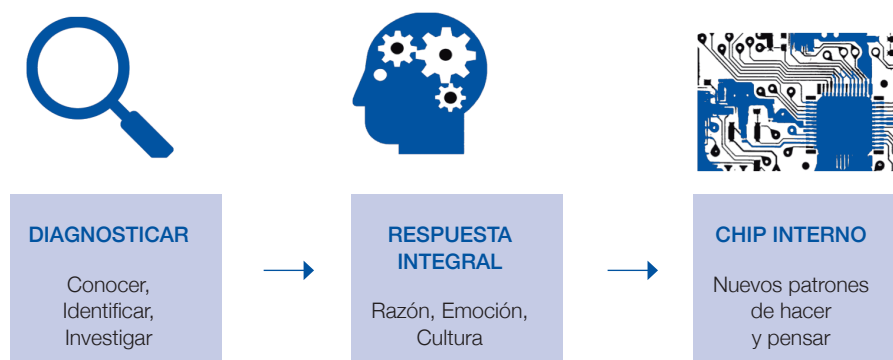 DIAGNOSTICAR
Conocer,
Identificar,
Investigar
RESPUESTA
INTEGRAL
Razón, Emoción,
Cultura
CHIP INTERNO
Nuevos patrones
de hacer
y pensar